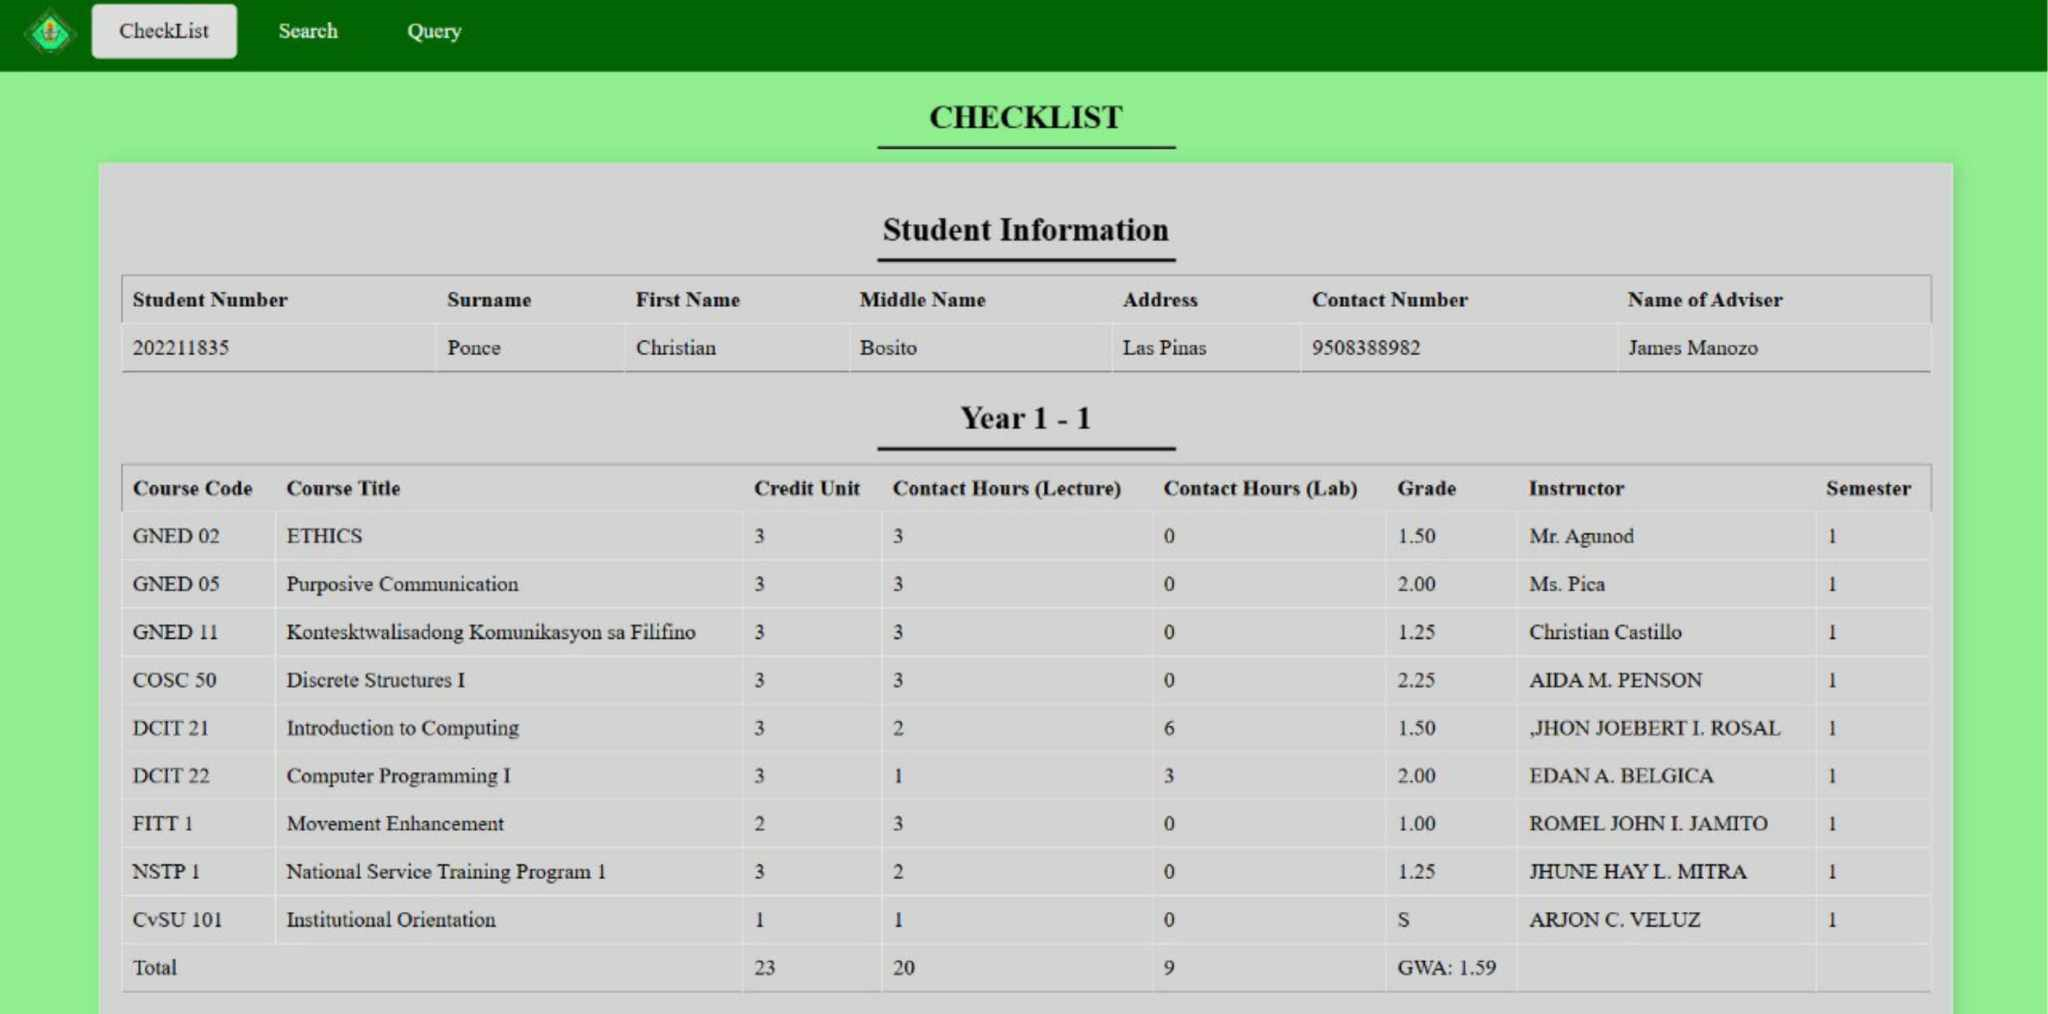 CheckList Search Query
CHECKLIST
Student Information
Student Number Surname First Name Middle Name Address Contact Number Name of Adviser
202211835 Ponce Christian Bosito Las Pinas 9508388982 James Manozo
Year 1 - 1
Course Code Course Title Credit Unit Contact Hours (Lecture) Contact Hours (Lab) Grade Instructor Semester
GNED 02 ETHICS 3 3 0 1.50 Mr. Agunod 1
GNED 05 Purposive Communication 3 3 0 2.00 Ms. Pica 1
GNED 11 Kontesktwalisadong Komunikasyon sa Filifino 3 3 0 1.25 Christian Castillo 1
COSC 50 Discrete Structures I 3 3 0 2.25 AIDA M. PENSON 1
DCIT 21 Introduction to Computing 3 2 6 1.50 ,JHON JOEBERT I. ROSAL 1
DCIT 22 Computer Programming I 3 1 3 2.00 EDAN A. BELGICA 1
FITT 1 Movement Enhancement 2 3 0 1.00 ROMEL JOHN I. JAMITO 1
NSTP 1 National Service Training Program 1 3 2 0 1.25 JHUNE HAY L. MITRA 1
CvSU 101 Institutional Orientation 1 1 0 S ARJON C. VELUZ 1
Total 23 20 9 GWA: 1.59